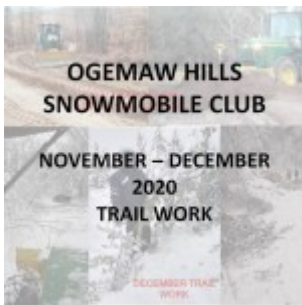 OGEMAW HILLS
SNOWMOBILE CLUB
NOVEMBER – DECEMBER
2020
TRAIL WORK
DECEMBER TRAIL
WORK